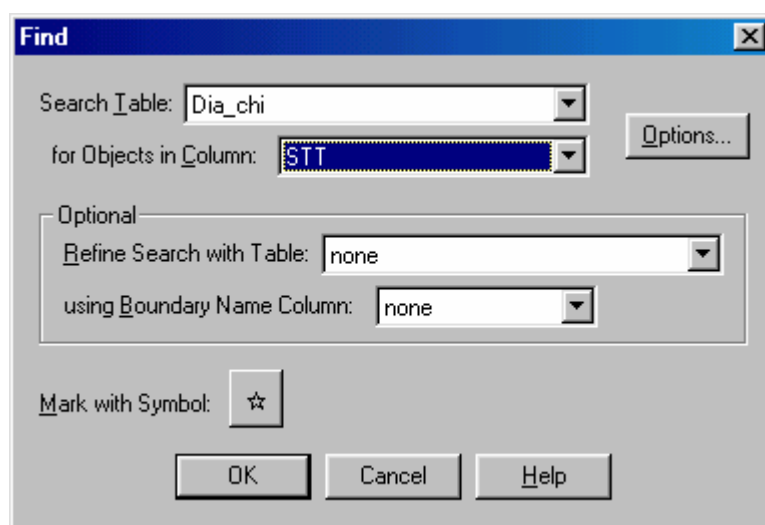 Find
Search Table: Dia_chi
for Objects in Column: STT
Options...
Optional
Refine Search with Table: none
using Boundary Name Column: none
Mark with Symbol:
OK Cancel Help